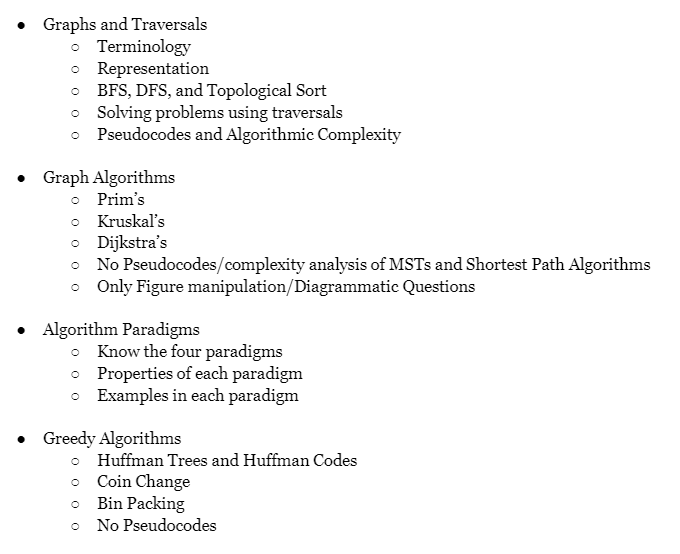 ● Graphs and Traversals
○ Terminology
○ Representation
○ BFS, DFS, and Topological Sort
○ Solving problems using traversals
○ Pseudocodes and Algorithmic Complexity
● Graph Algorithms
○ Prim’s
○ Kruskal’s
○ Dijkstra’s
○ No Pseudocodes/complexity analysis of MSTs and Shortest Path Algorithms
○ Only Figure manipulation/Diagrammatic Questions
● Algorithm Paradigms
○ Know the four paradigms
○ Properties of each paradigm
○ Examples in each paradigm
● Greedy Algorithms
○ Huffman Trees and Huffman Codes
○ Coin Change
○ Bin Packing
○ No Pseudocodes